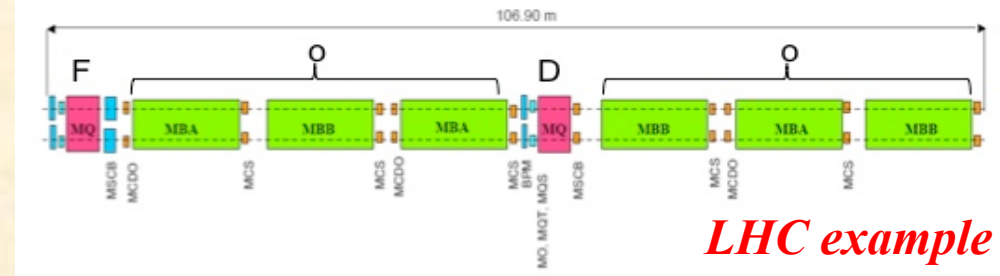 106.90 m
F
O
D
O
MQ
MBA
MBB
MBA
MQ
MBB
MBA
MBB
MSCB
MCDO
MCS
MCS
MCDO
MCS
BPM
MO, MQT, MQS
MSCB
MCS
MCDO
MCS
LHC example